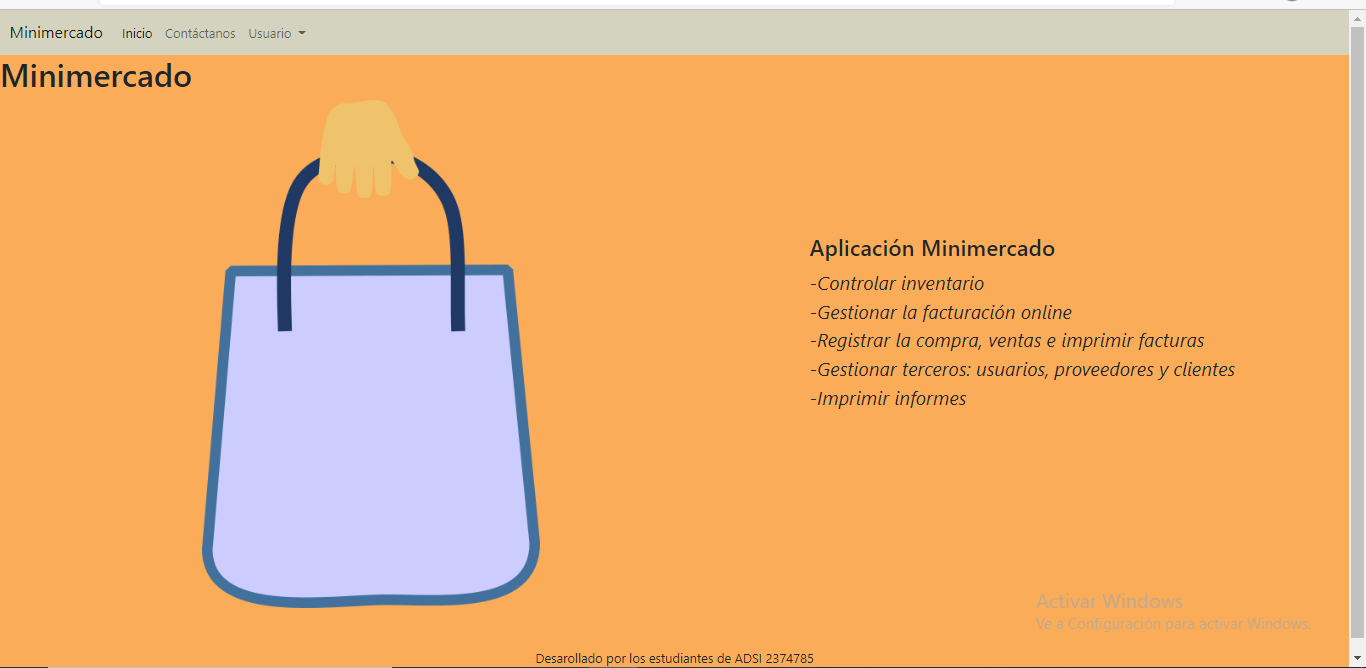 Minimercado Inicio Contáctanos Usuario
Minimercado
Aplicación Minimercado
-Controlar inventario
-Gestionar la facturación online
-Registrar la compra, ventas e imprimir facturas
-Gestionar terceros: usuarios, proveedores y clientes
-Imprimir informes
Activar Windows
Ve a Configuración para activar Windows.
Desarollado por los estudiantes de ADSI 2374785